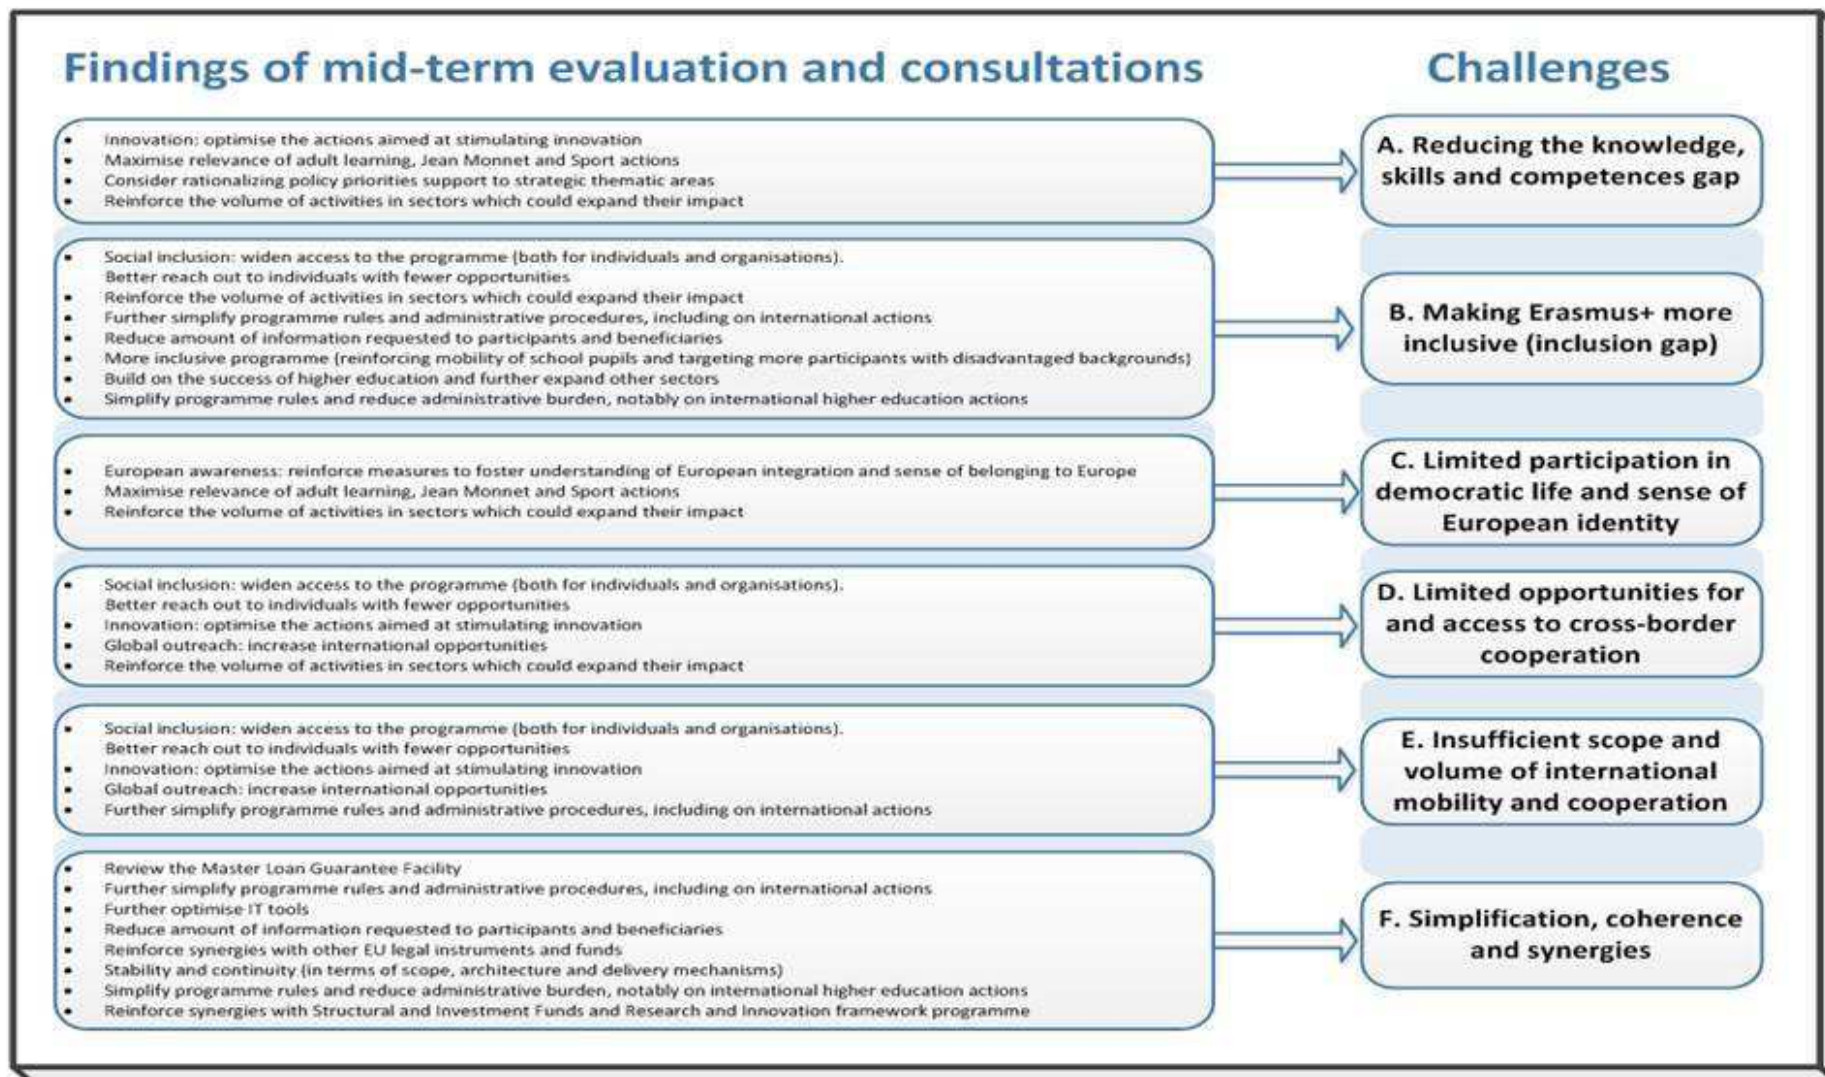 Findings of mid-term evaluation and consultations
Challenges
• Innovation: optimise the actions aimed at stimulating innovation
• Maximise relevance of adult learning, Jean Monnet and Sport actions
• Consider rationalizing policy priorities support to strategic thematic areas
• Reinforce the volume of activities in sectors which could expand their impact
A. Reducing the knowledge,
skills and competences gap
• Social inclusion: widen access to the programme (both for individuals and organisations).
Better reach out to individuals with fewer opportunities
• Reinforce the volume of activities in sectors which could expand their impact
• Further simplify programme rules and administrative procedures, including on international actions
• Reduce amount of information requested to participants and beneficiaries
• More inclusive programme (reinforcing mobility of school pupils and targeting more participants with disadvantaged backgrounds)
• Build on the success of higher education and further expand other sectors
• Simplify programme rules and reduce administrative burden, notably on international higher education actions
B. Making Erasmus+ more
inclusive (inclusion gap)
• European awareness: reinforce measures to foster understanding of European integration and sense of belonging to Europe
• Maximise relevance of adult learning, Jean Monnet and Sport actions
• Reinforce the volume of activities in sectors which could expand their impact
C. Limited participation in
democratic life and sense of
European identity
• Social inclusion: widen access to the programme (both for individuals and organisations).
Better reach out to individuals with fewer opportunities
• Innovation: optimise the actions aimed at stimulating innovation
• Global outreach: increase international opportunities
• Reinforce the volume of activities in sectors which could expand their impact
D. Limited opportunities for
and access to cross-border
cooperation
• Social inclusion: widen access to the programme (both for individuals and organisations).
Better reach out to individuals with fewer opportunities
• Innovation: optimise the actions aimed at stimulating innovation
• Global outreach: increase international opportunities
• Further simplify programme rules and administrative procedures, including on international actions
E. Insufficient scope and
volume of international
mobility and cooperation
• Review the Master Loan Guarantee Facility
• Further simplify programme rules and administrative procedures, including on international actions
• Further optimise IT tools
• Reduce amount of information requested to participants and beneficiaries
• Reinforce synergies with other EU legal instruments and funds
• Stability and continuity (in terms of scope, architecture and delivery mechanisms)
• Simplify programme rules and reduce administrative burden, notably on international higher education actions
• Reinforce synergies with Structural and Investment Funds and Research and Innovation framework programme
F. Simplification, coherence
and synergies